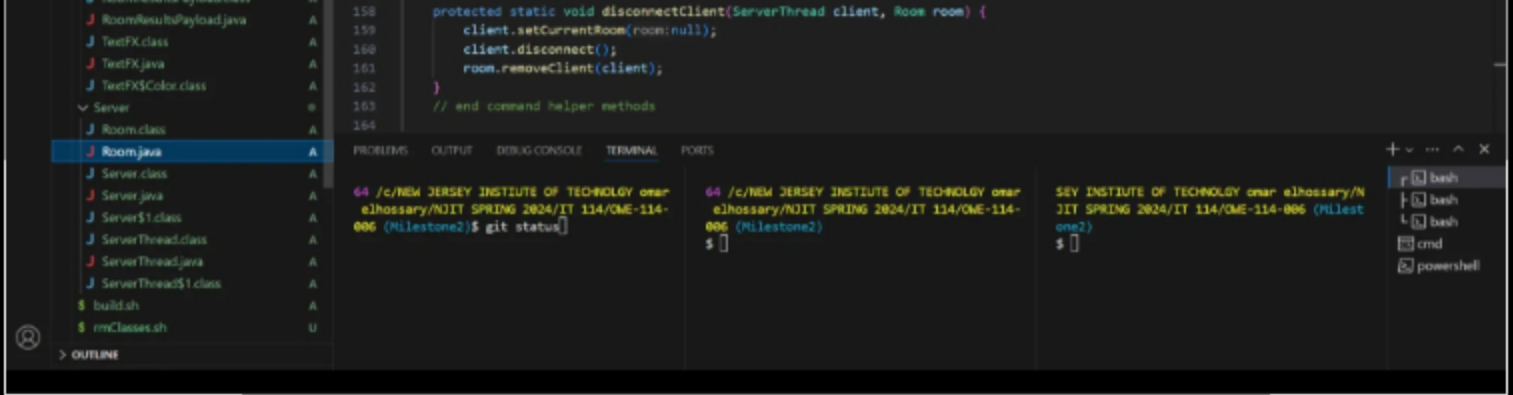 RoomResultsPayload.java A
TextFX.class A
TextFX.java A
TextFX$Color.class A
Server
Room.class A
Room.java A
Server.class A
Server.java A
Server$1.class A
ServerThread.class A
ServerThread.java A
ServerThread$1.class A
$ build.sh A
$ rmClasses.sh U
OUTLINE
158 protected static void disconnectClient(ServerThread client, Room room) {
159 client.setCurrentRoom(room:null);
160 client.disconnect();
161 room.removeClient(client);
162 }
163 // end command helper methods
164
PROBLEMS OUTPUT DEBUG CONSOLE TERMINAL PORTS
64 /c/NEW JERSEY INSTIUTE OF TECHNOLGY omar
elhossary/NJIT SPRING 2024/IT 114/OWE-114-
006 (Milestone2)$ git status
64 /c/NEW JERSEY INSTIUTE OF TECHNOLGY omar
elhossary/NJIT SPRING 2024/IT 114/OWE-114-
006 (Milestone2)
$
SEY INSTIUTE OF TECHNOLGY omar elhossary/N
JIT SPRING 2024/IT 114/OWE-114-006 (Milest
one2)
$
bash
bash
bash
cmd
powershell